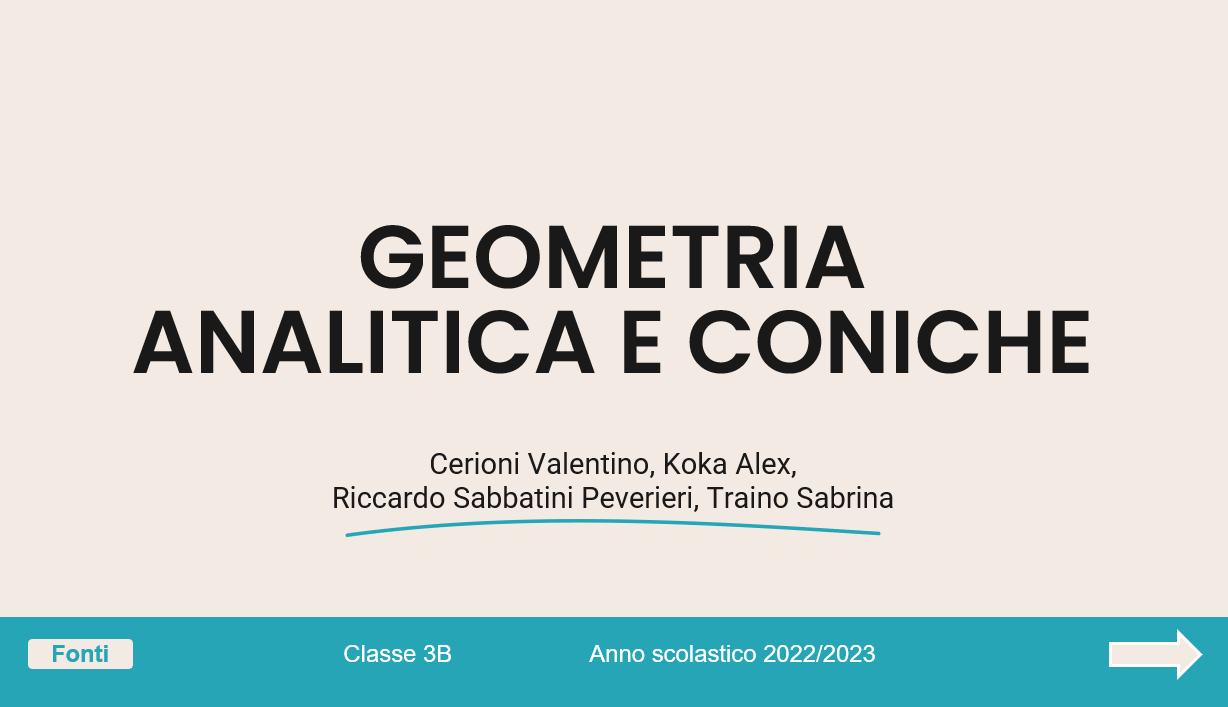 GEOMETRIA
ANALITICA E CONICHE
Cerioni Valentino, Koka Alex,
Riccardo Sabbatini Peverieri, Traino Sabrina
Fonti
Classe 3B
Anno scolastico 2022/2023